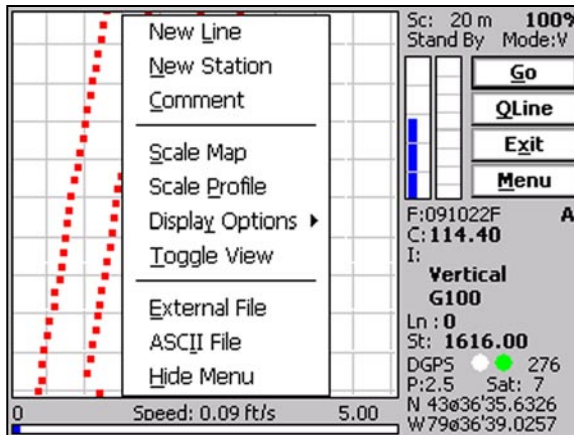 New Line
New Station
Comment
Scale Map
Scale Profile
Display Options
Toggle View
External File
ASCII File
Hide Menu
0 Speed: 0.09 ft/s 5.00
Sc: 20 m 100%
Stand By Mode:V
Go
QLine
Exit
Menu
F:091022F A
C:114.40
I:
Vertical
G100
Ln :0
St: 1616.00
DGPS 276
P:2.5 Sat: 7
N 43ø36'35.6326
W79ø36'39.0257